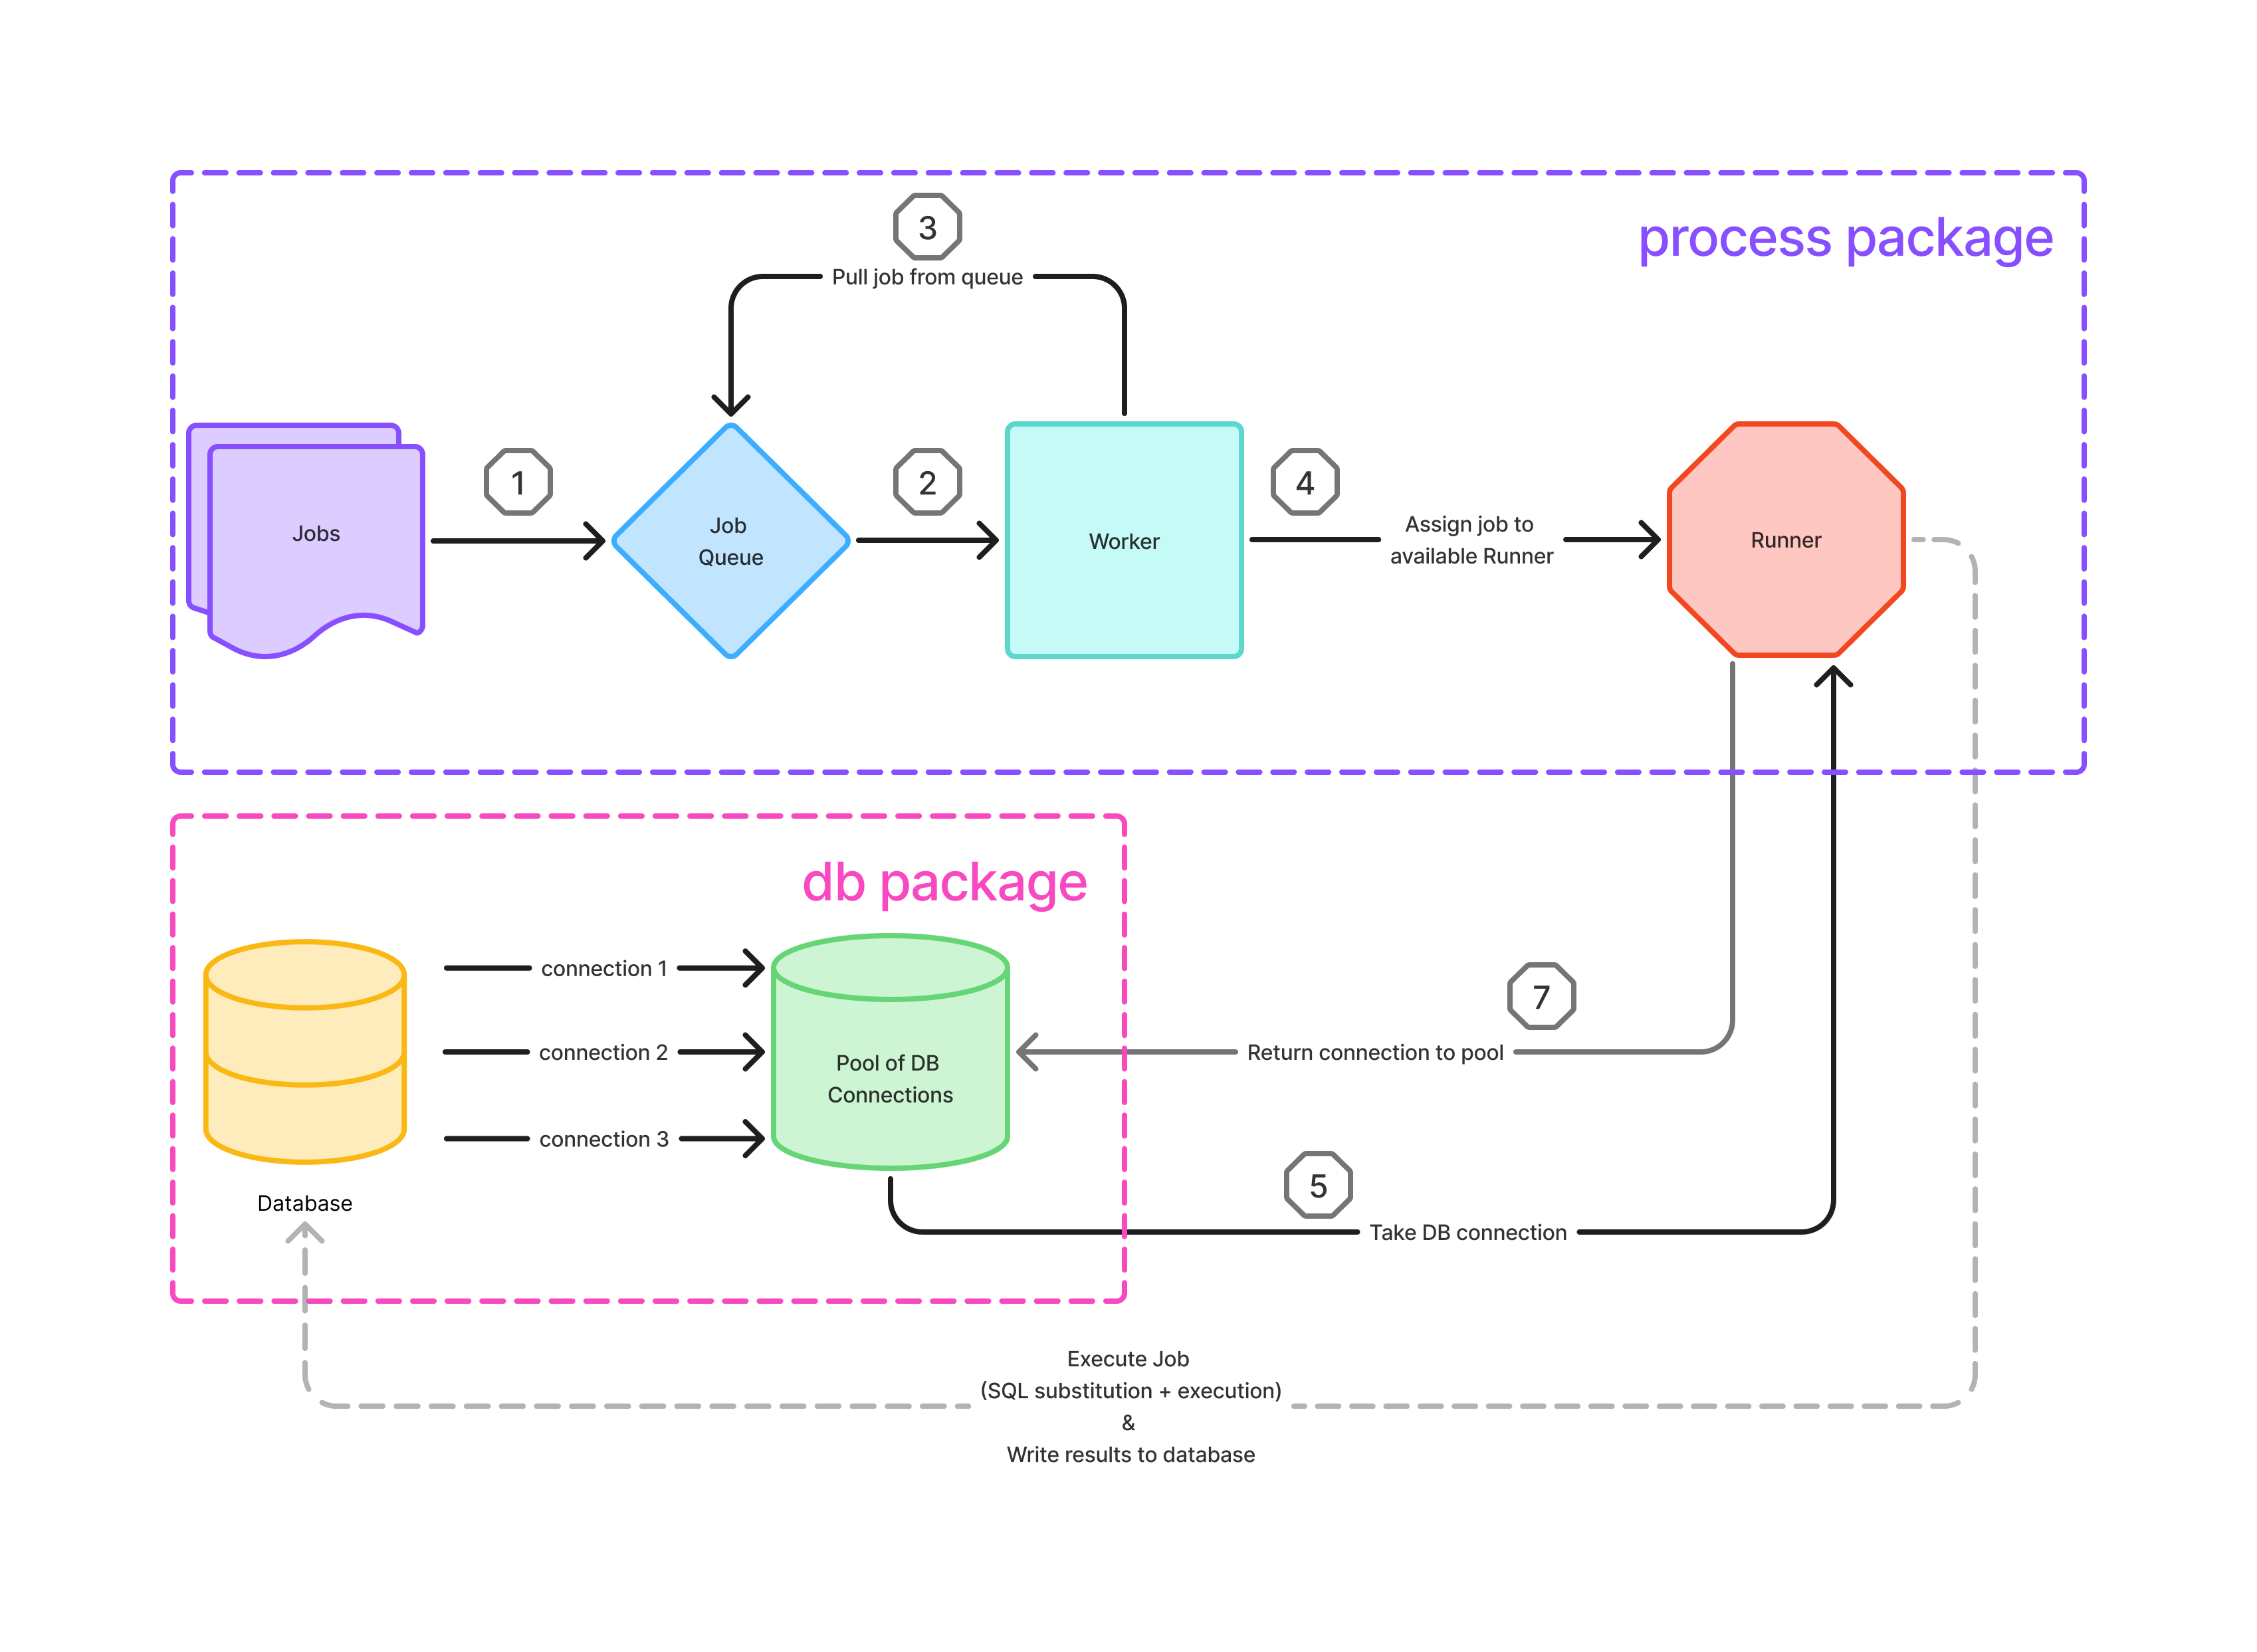 process package
3
Pull job from queue
Jobs
1
Job
Queue
2
Worker
4
Assign job to
available Runner
Runner
db package
connection 1
connection 2
connection 3
Database
Pool of DB
Connections
7
Return connection to pool
5
Take DB connection
Execute Job
(SQL substitution + execution)
&
Write results to database